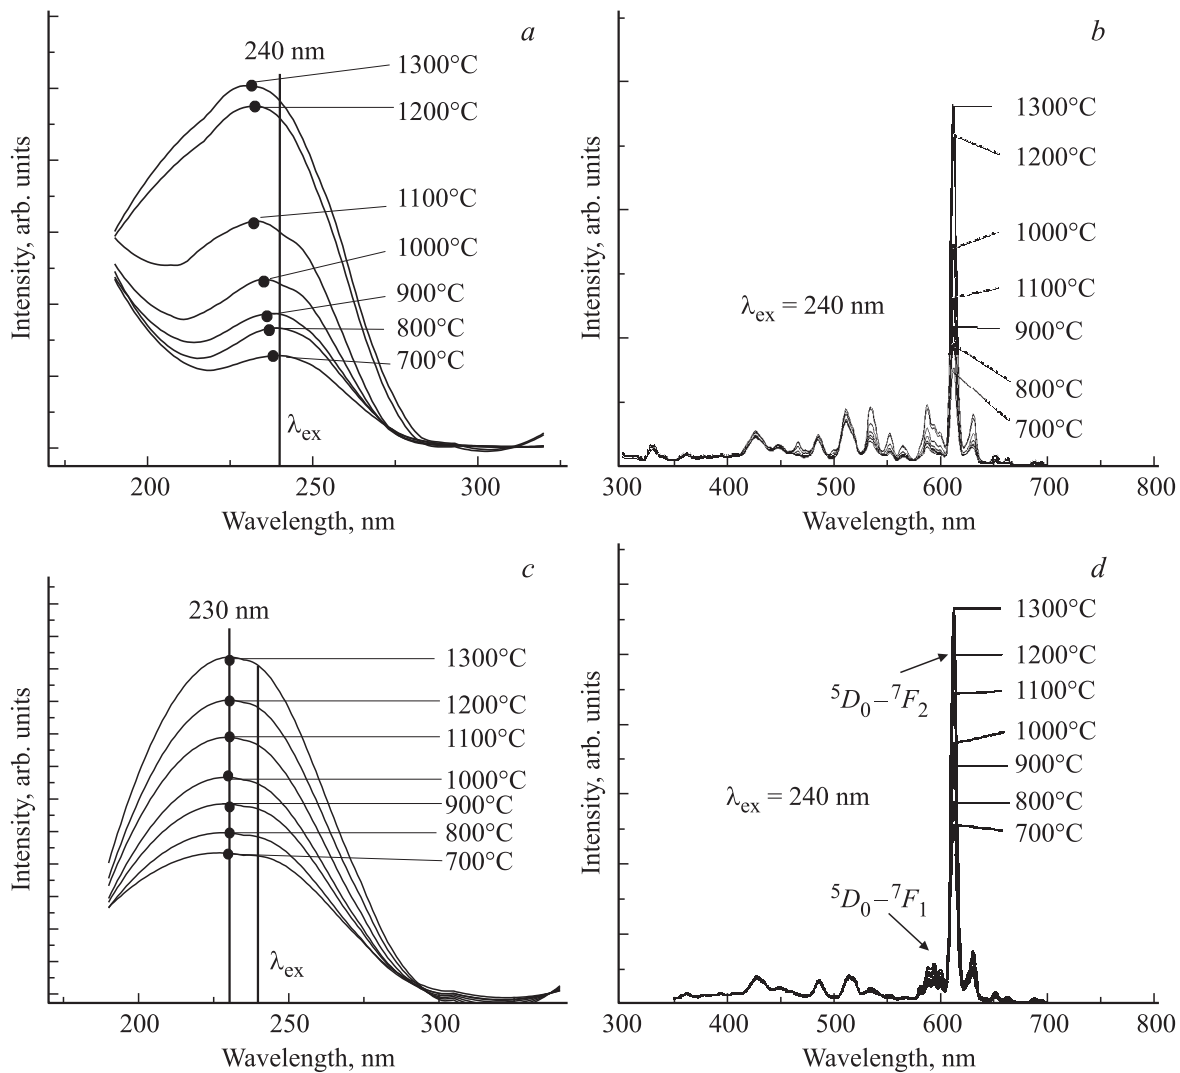 a
240 nm
1300°C
1200°C
1100°C
1000°C
900°C
800°C
700°C
λex
Intensity, arb. units
200
250
300
Wavelength, nm
b
1300°C
1200°C
1000°C
1100°C
900°C
800°C
700°C
λex = 240 nm
Intensity, arb. units
300
400
500
600
700
800
Wavelength, nm
c
230 nm
1300°C
1200°C
1100°C
1000°C
900°C
800°C
700°C
λex
Intensity, arb. units
200
250
300
Wavelength, nm
d
1300°C
1200°C
1100°C
1000°C
900°C
800°C
700°C
⁵D₀–⁷F₂
λex = 240 nm
⁵D₀–⁷F₁
Intensity, arb. units
300
400
500
600
700
800
Wavelength, nm